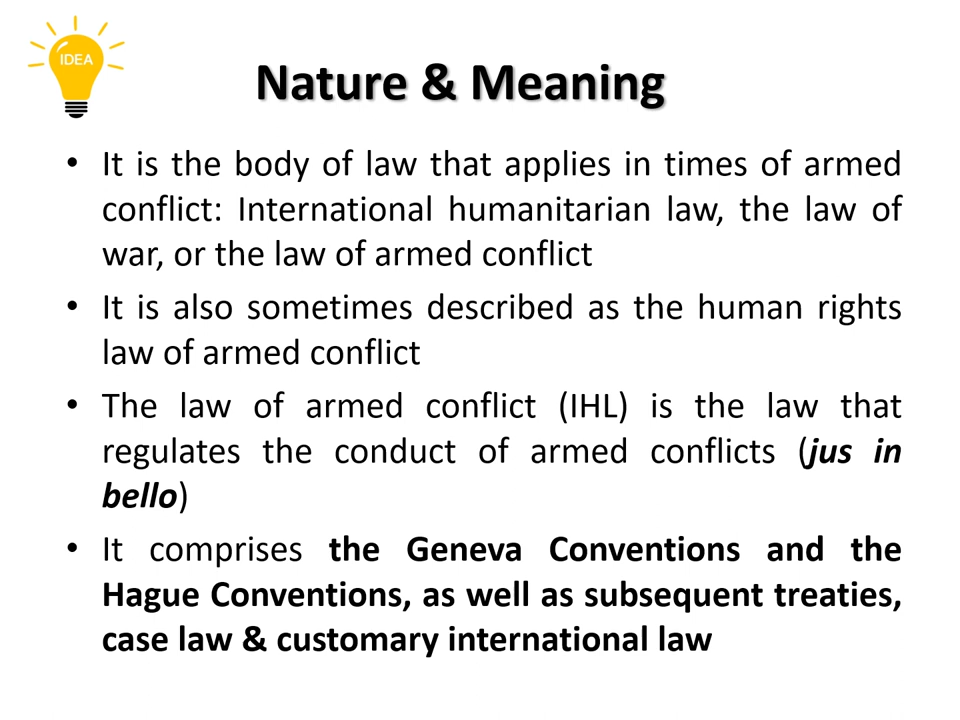 IDEA
Nature & Meaning
• It is the body of law that applies in times of armed
conflict: International humanitarian law, the law of
war, or the law of armed conflict
• It is also sometimes described as the human rights
law of armed conflict
• The law of armed conflict (IHL) is the law that
regulates the conduct of armed conflicts (jus in
bello)
• It comprises the Geneva Conventions and the
Hague Conventions, as well as subsequent treaties,
case law & customary international law